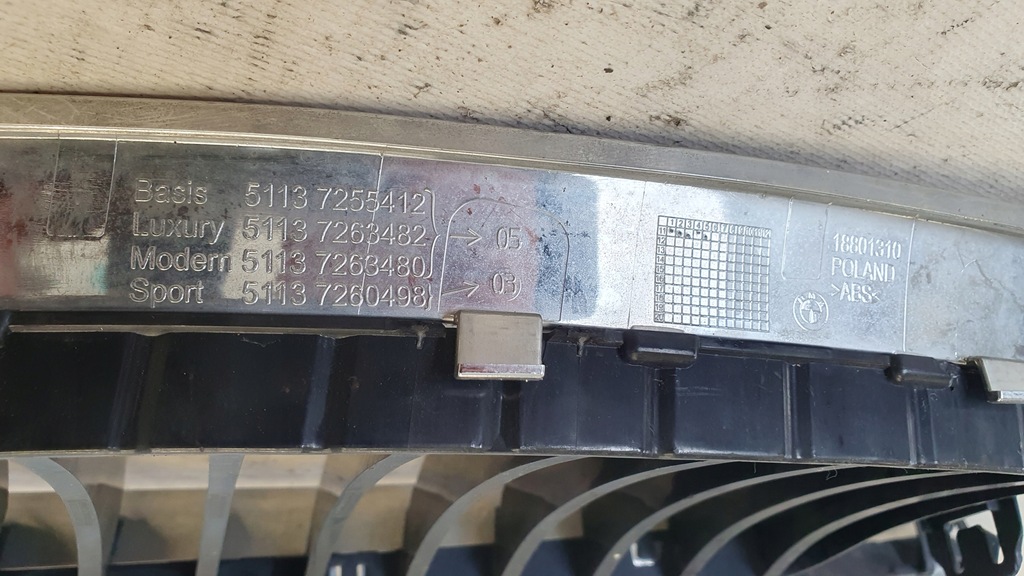 Basis 5113 7255412
Luxury 5113 7263482
Modern 5113 7263480
Sport 5113 7260498
05
03
18801310
POLAND
>ABS<